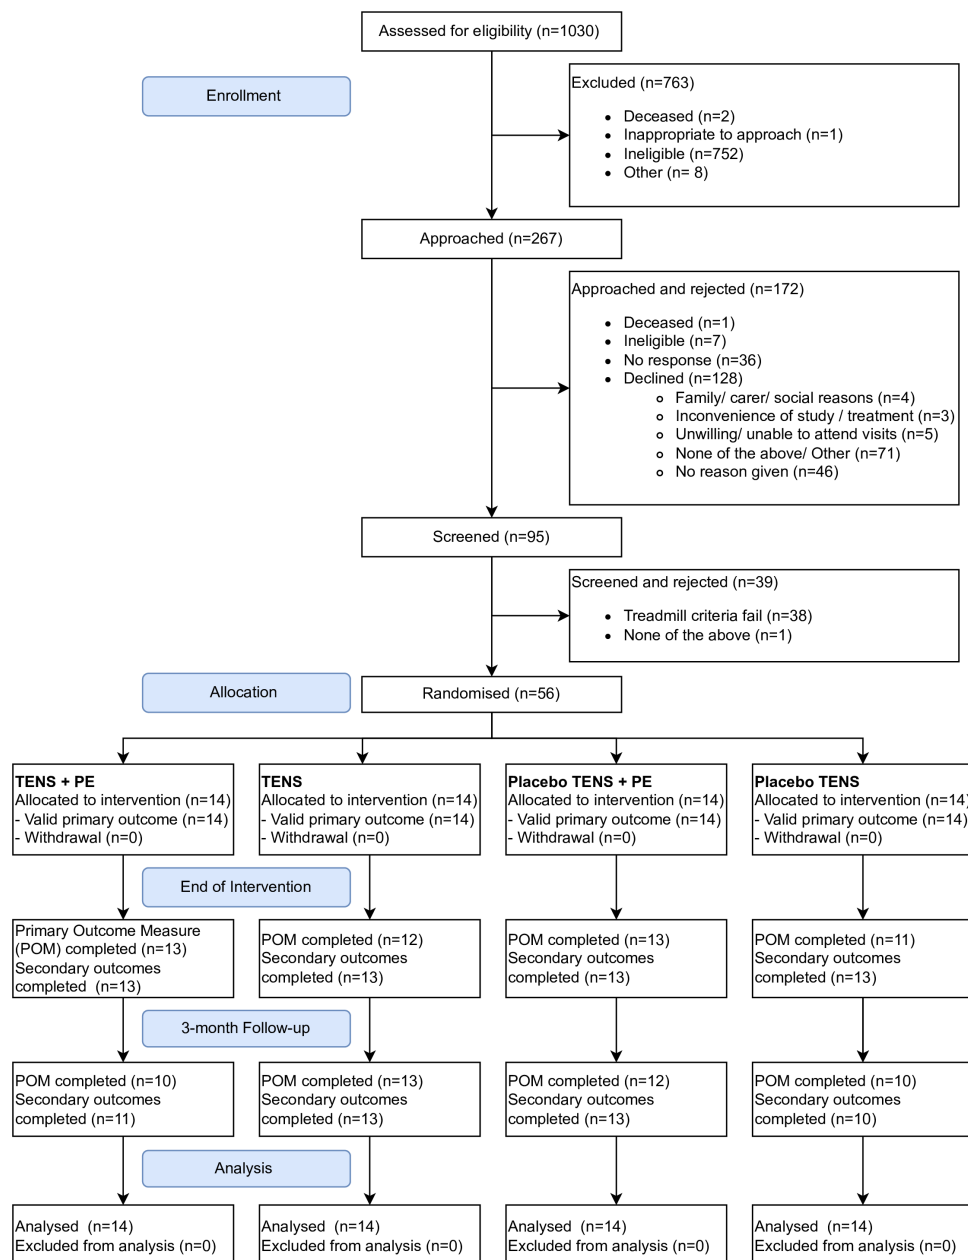 Assessed for eligibility (n=1030)
Enrollment
Excluded (n=763)
• Deceased (n=2)
• Inappropriate to approach (n=1)
• Ineligible (n=752)
• Other (n= 8)
Approached (n=267)
Approached and rejected (n=172)
• Deceased (n=1)
• Ineligible (n=7)
• No response (n=36)
• Declined (n=128)
Family/ carer/ social reasons (n=4)
Inconvenience of study / treatment (n=3)
Unwilling/ unable to attend visits (n=5)
None of the above/ Other (n=71)
No reason given (n=46)
Screened (n=95)
Screened and rejected (n=39)
• Treadmill criteria fail (n=38)
• None of the above (n=1)
Allocation
Randomised (n=56)
TENS + PE
Allocated to intervention (n=14)
- Valid primary outcome (n=14)
- Withdrawal (n=0)
TENS
Allocated to intervention (n=14)
- Valid primary outcome (n=14)
- Withdrawal (n=0)
Placebo TENS + PE
Allocated to intervention (n=14)
- Valid primary outcome (n=14)
- Withdrawal (n=0)
Placebo TENS
Allocated to intervention (n=14)
- Valid primary outcome (n=14)
- Withdrawal (n=0)
End of Intervention
Primary Outcome Measure
(POM) completed (n=13)
Secondary outcomes
completed (n=13)
POM completed (n=12)
Secondary outcomes
completed (n=13)
POM completed (n=13)
Secondary outcomes
completed (n=13)
POM completed (n=11)
Secondary outcomes
completed (n=13)
3-month Follow-up
POM completed (n=10)
Secondary outcomes
completed (n=11)
POM completed (n=13)
Secondary outcomes
completed (n=13)
POM completed (n=12)
Secondary outcomes
completed (n=13)
POM completed (n=10)
Secondary outcomes
completed (n=10)
Analysis
Analysed (n=14)
Excluded from analysis (n=0)
Analysed (n=14)
Excluded from analysis (n=0)
Analysed (n=14)
Excluded from analysis (n=0)
Analysed (n=14)
Excluded from analysis (n=0)